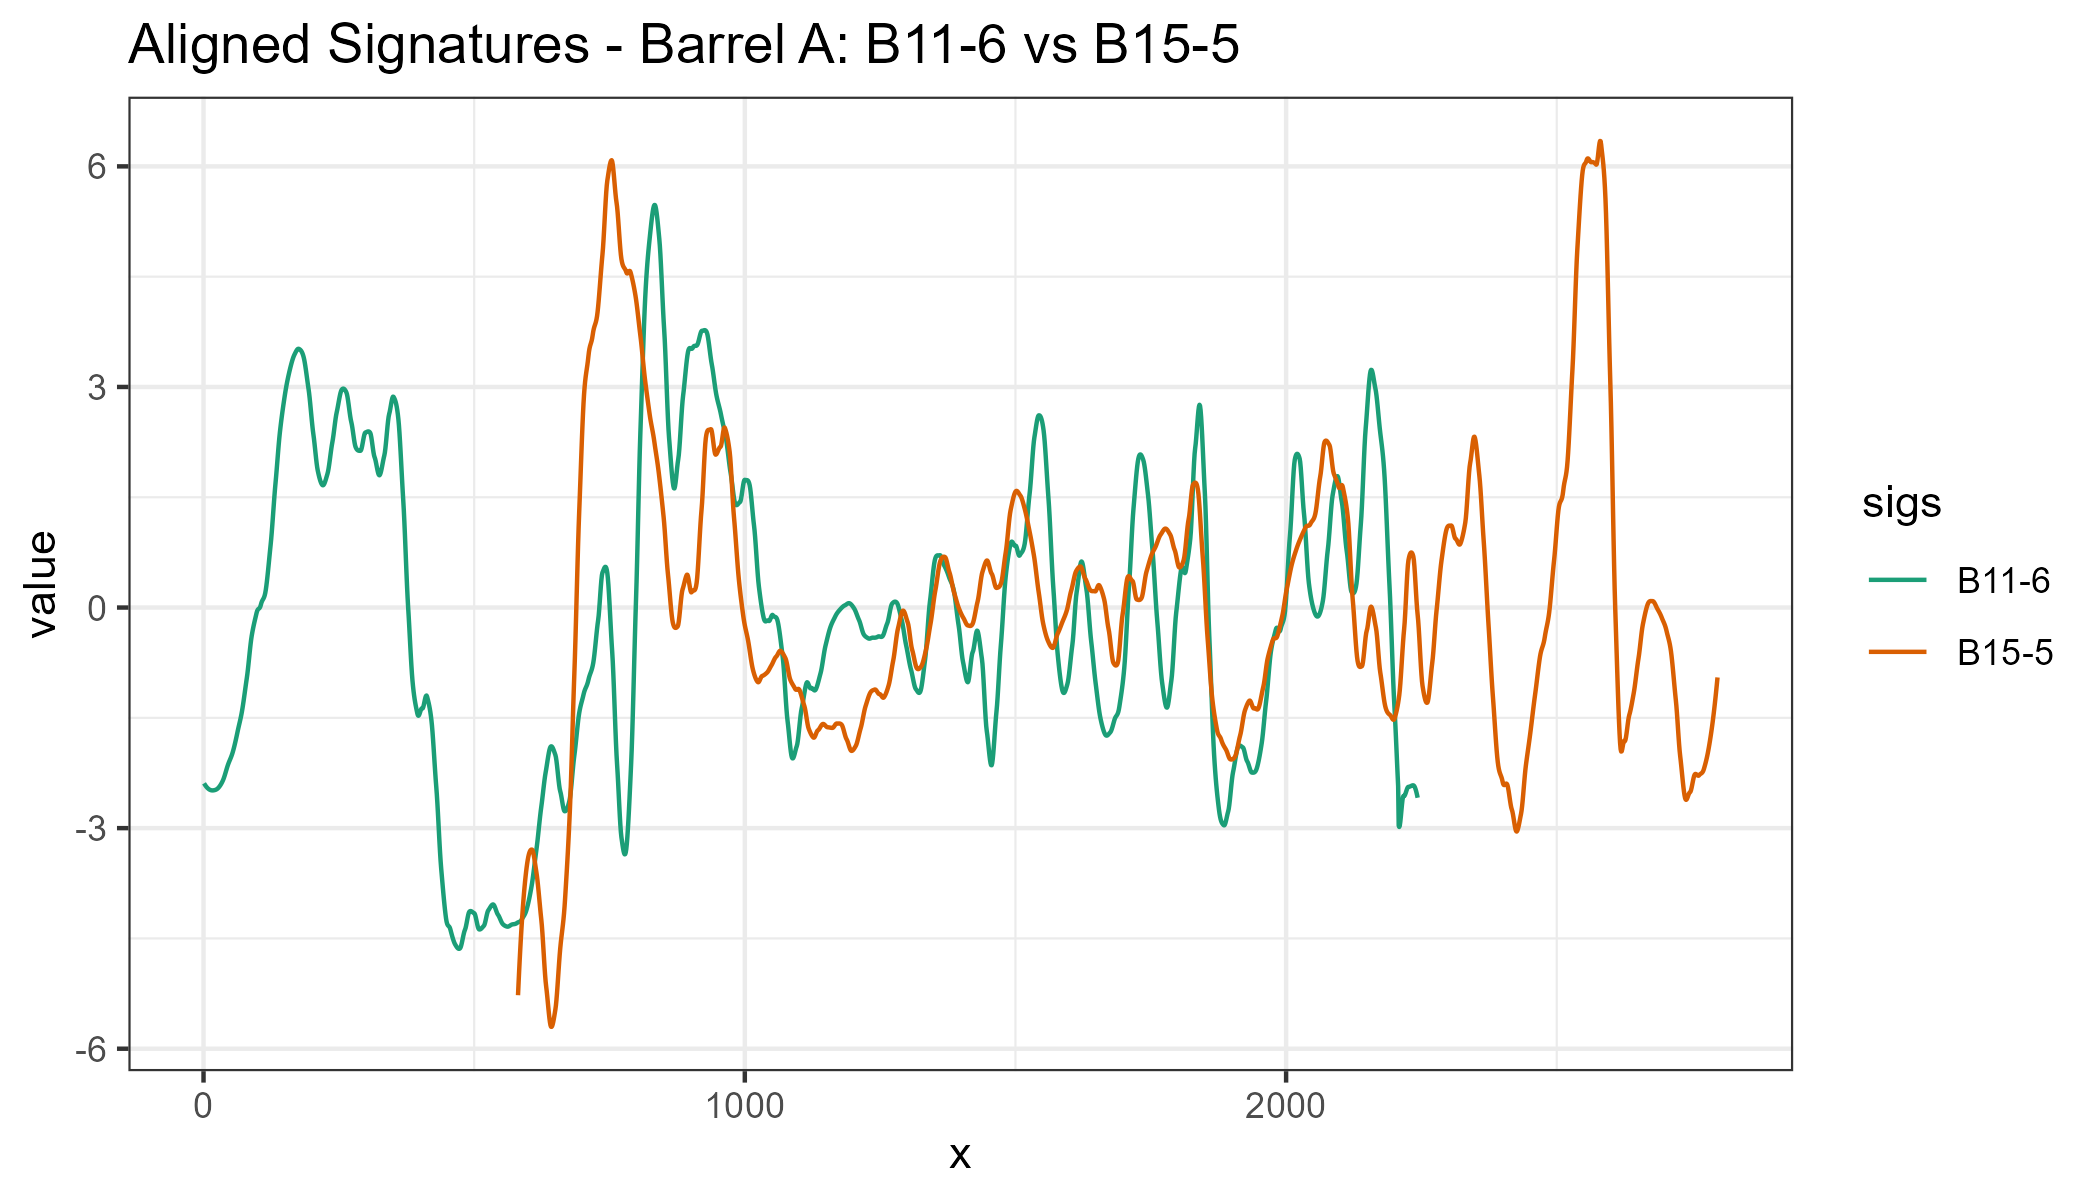 Aligned Signatures - Barrel A: B11-6 vs B15-5
6
3
0
-3
-6
value
0 1000 2000
x
sigs
B11-6
B15-5